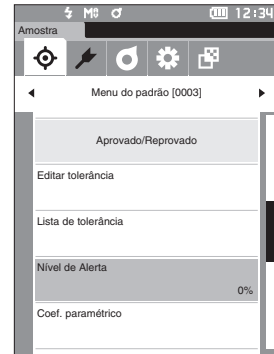 M 12:34
Amostra
Menu do padrão [0003]
Aprovado/Reprovado
Editar tolerância
Lista de tolerância
Nível de Alerta
0%
Coef. paramétrico